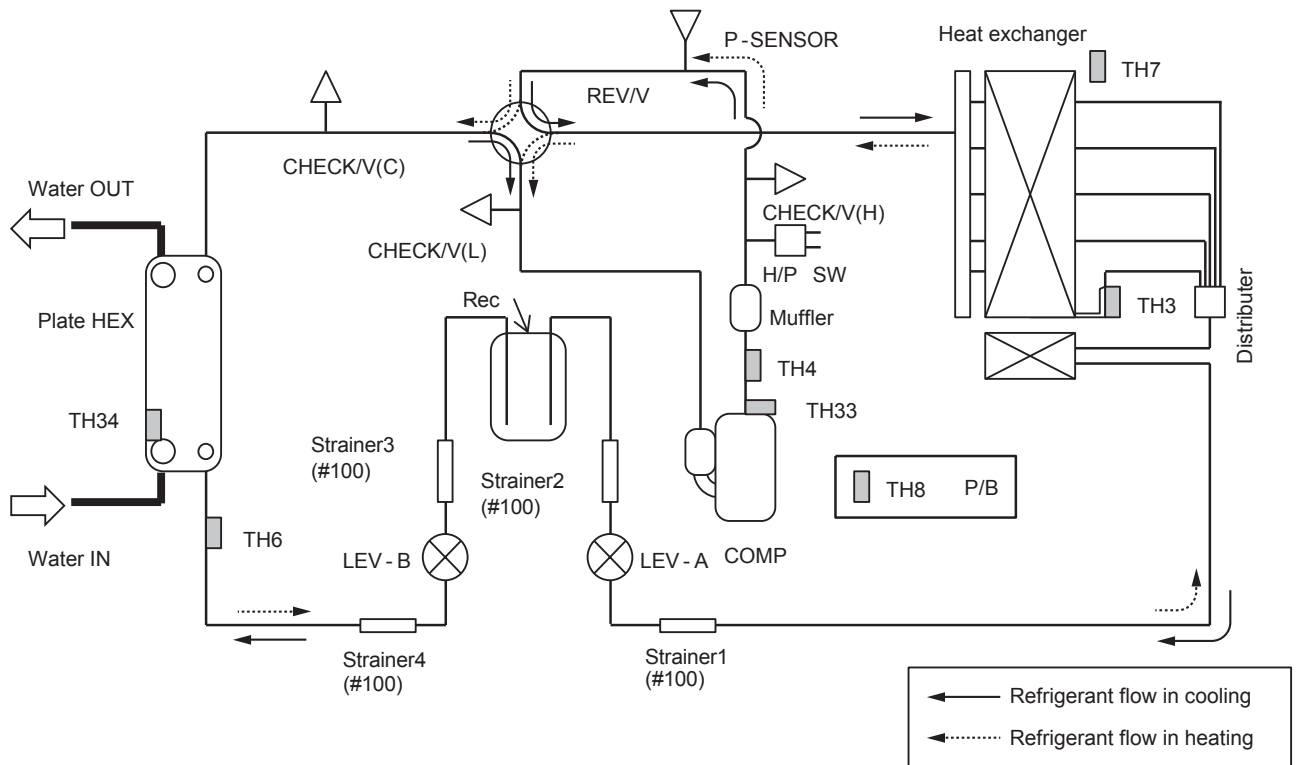 P-SENSOR
Heat exchanger
TH7
REV/V
CHECK/V(C)
Water OUT
CHECK/V(H)
CHECK/V(L)
H/P SW
Rec
Plate HEX
Muffler
TH3
Distributer
TH4
TH34
TH33
Strainer3
(#100)
Strainer2
(#100)
TH8 P/B
TH6
Water IN
LEV-B
LEV-A
COMP
Strainer4
(#100)
Strainer1
(#100)
Refrigerant flow in cooling
Refrigerant flow in heating